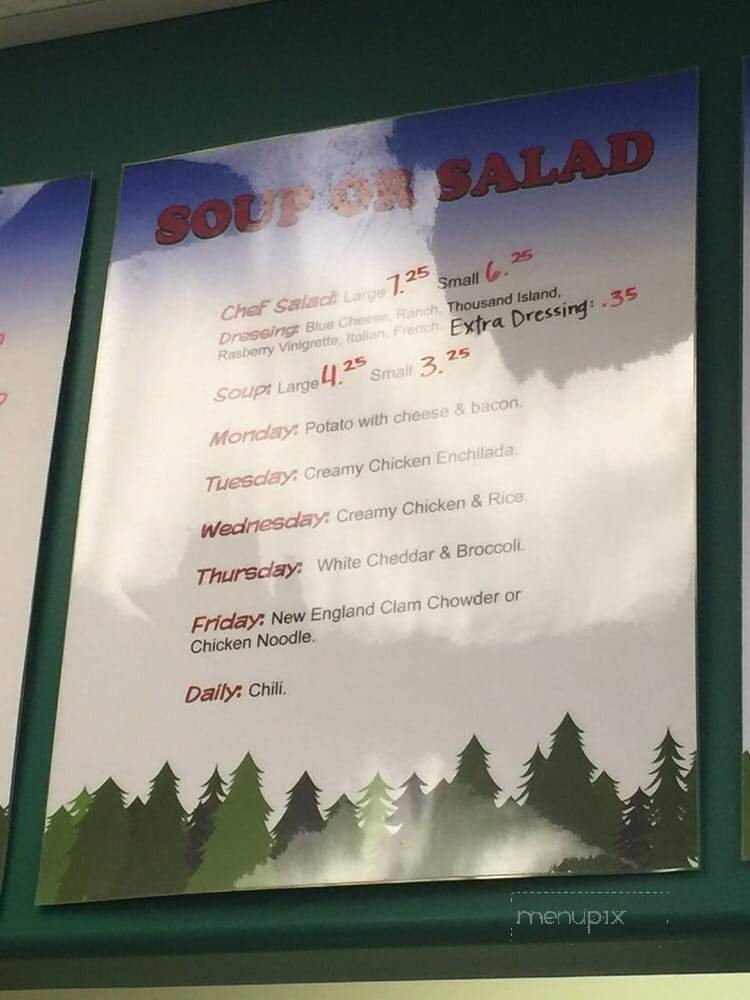 SOUP OR SALAD
Chef Salad: Large 7.25 Small 6.25
Dressing: Blue Cheese, Ranch, Thousand Island,
Rasberry Vinigrette, Italian, French. Extra Dressing: .35
Soup: Large 4.25 Small 3.25
Monday: Potato with cheese & bacon.
Tuesday: Creamy Chicken Enchilada.
Wednesday: Creamy Chicken & Rice.
Thursday: White Cheddar & Broccoli.
Friday: New England Clam Chowder or
Chicken Noodle.
Daily: Chili.
menupix